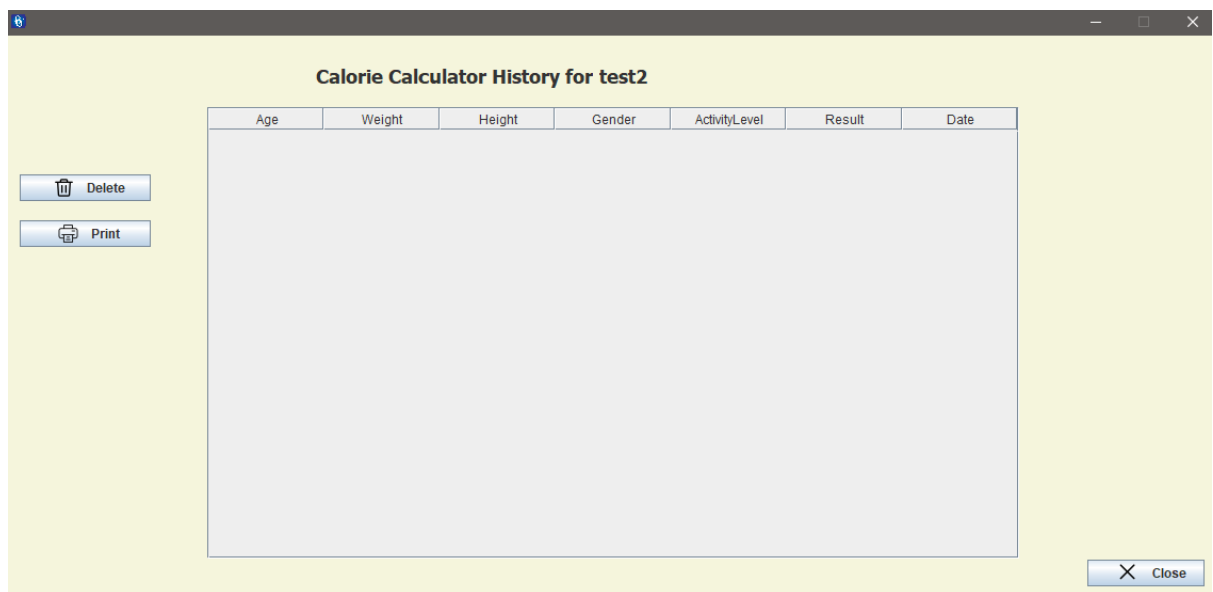 Calorie Calculator History for test2
Age Weight Height Gender ActivityLevel Result Date
Delete
Print
Close